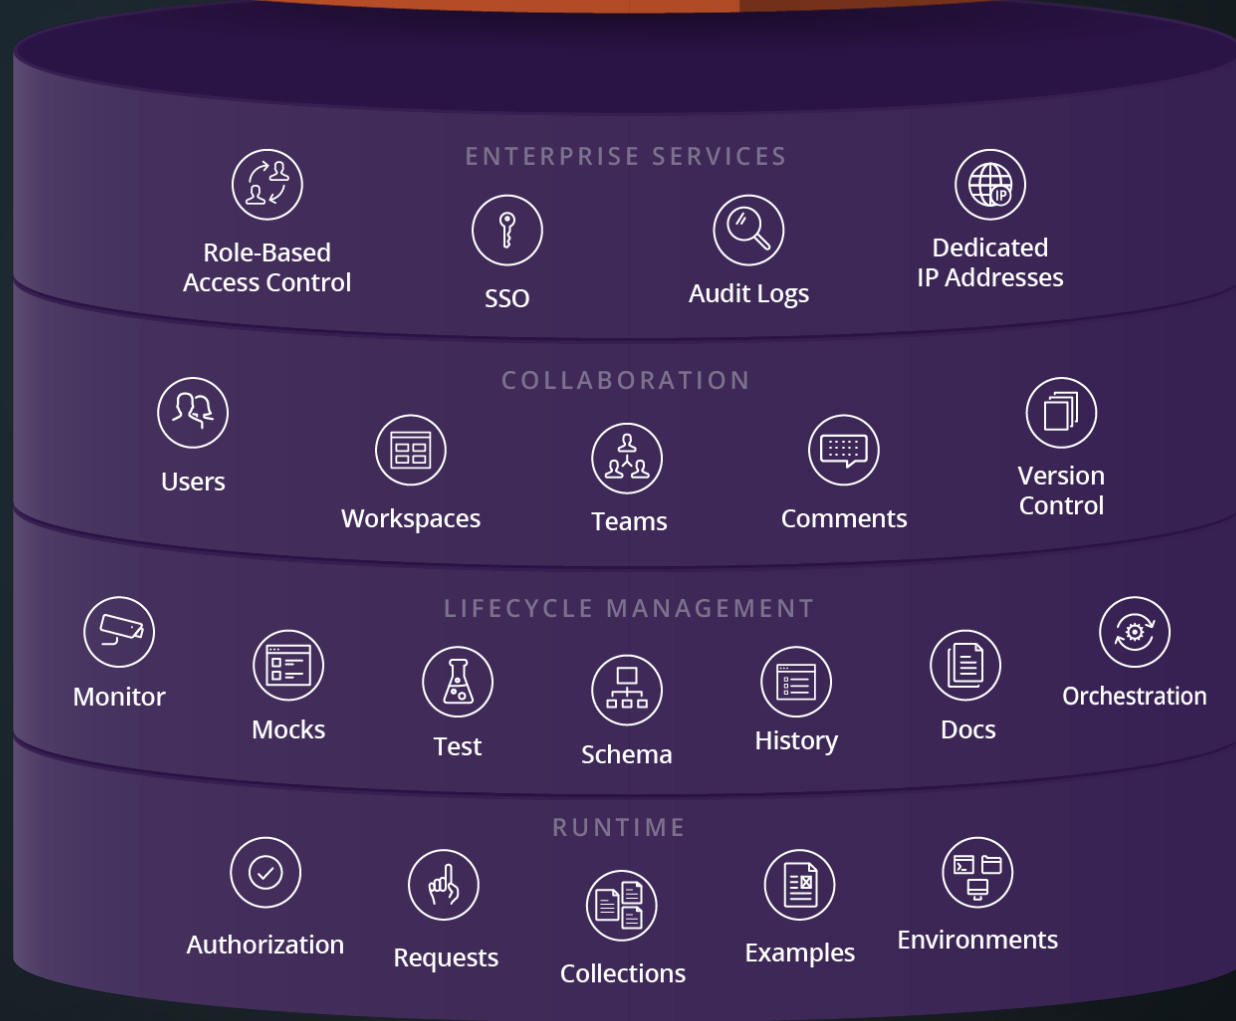 ENTERPRISE SERVICES
Role-Based
Access Control
SSO
Audit Logs
IP
Dedicated
IP Addresses
COLLABORATION
Users
Workspaces
Teams
Comments
Version
Control
LIFECYCLE MANAGEMENT
Monitor
Mocks
Test
Schema
History
Docs
Orchestration
RUNTIME
Authorization
Requests
Collections
Examples
Environments